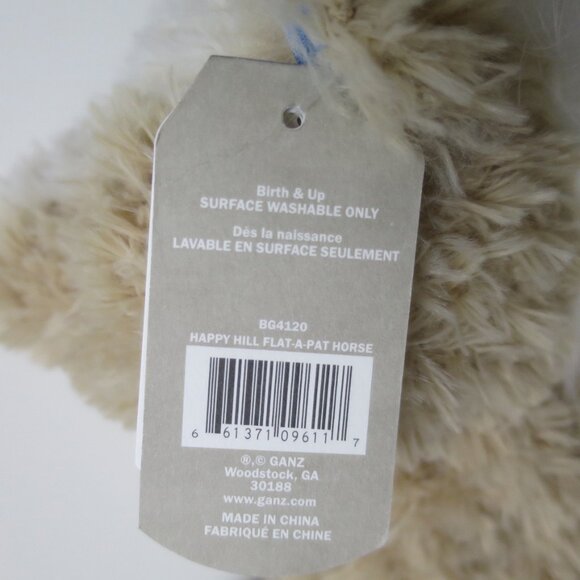 Birth & Up
SURFACE WASHABLE ONLY
Dés la naissance
LAVABLE EN SURFACE SEULEMENT
BG4120
HAPPY HILL FLAT-A-PAT HORSE
6 61371 09611 7
®,© GANZ
Woodstock, GA
30188
www.ganz.com
MADE IN CHINA
FABRIQUÉ EN CHINE